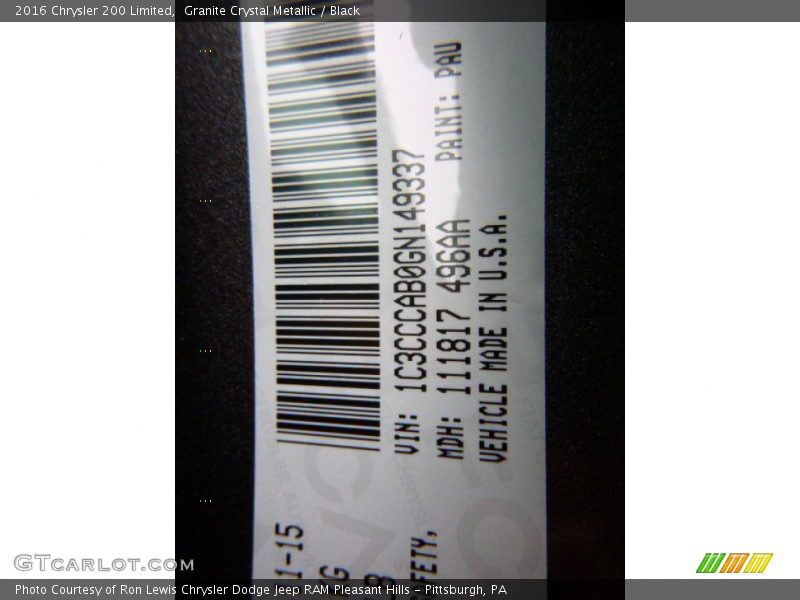 2016 Chrysler 200 Limited, Granite Crystal Metallic / Black
VIN: 1C3CCCAB0GN149337
MDH: 111817 496AA PAINT: PAU
VEHICLE MADE IN U.S.A.
1-15
FETY,
GTCARLOT.COM
Photo Courtesy of Ron Lewis Chrysler Dodge Jeep RAM Pleasant Hills – Pittsburgh, PA